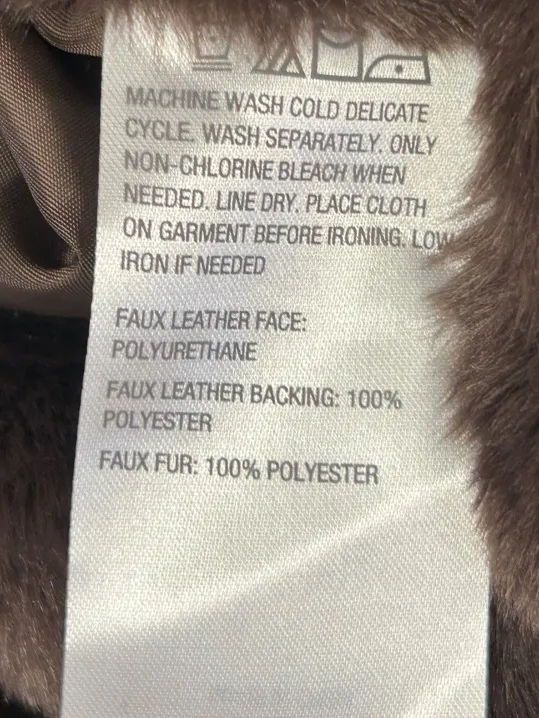 MACHINE WASH COLD DELICATE
CYCLE. WASH SEPARATELY. ONLY
NON-CHLORINE BLEACH WHEN
NEEDED. LINE DRY. PLACE CLOTH
ON GARMENT BEFORE IRONING. LOW
IRON IF NEEDED
FAUX LEATHER FACE:
POLYURETHANE
FAUX LEATHER BACKING: 100%
POLYESTER
FAUX FUR: 100% POLYESTER